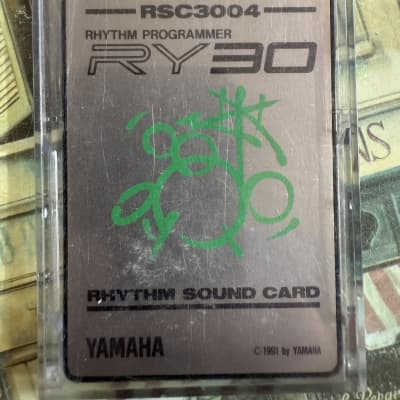 RSC3004
RHYTHM PROGRAMMER
RY30
RHYTHM SOUND CARD
YAMAHA
© 1991 by YAMAHA